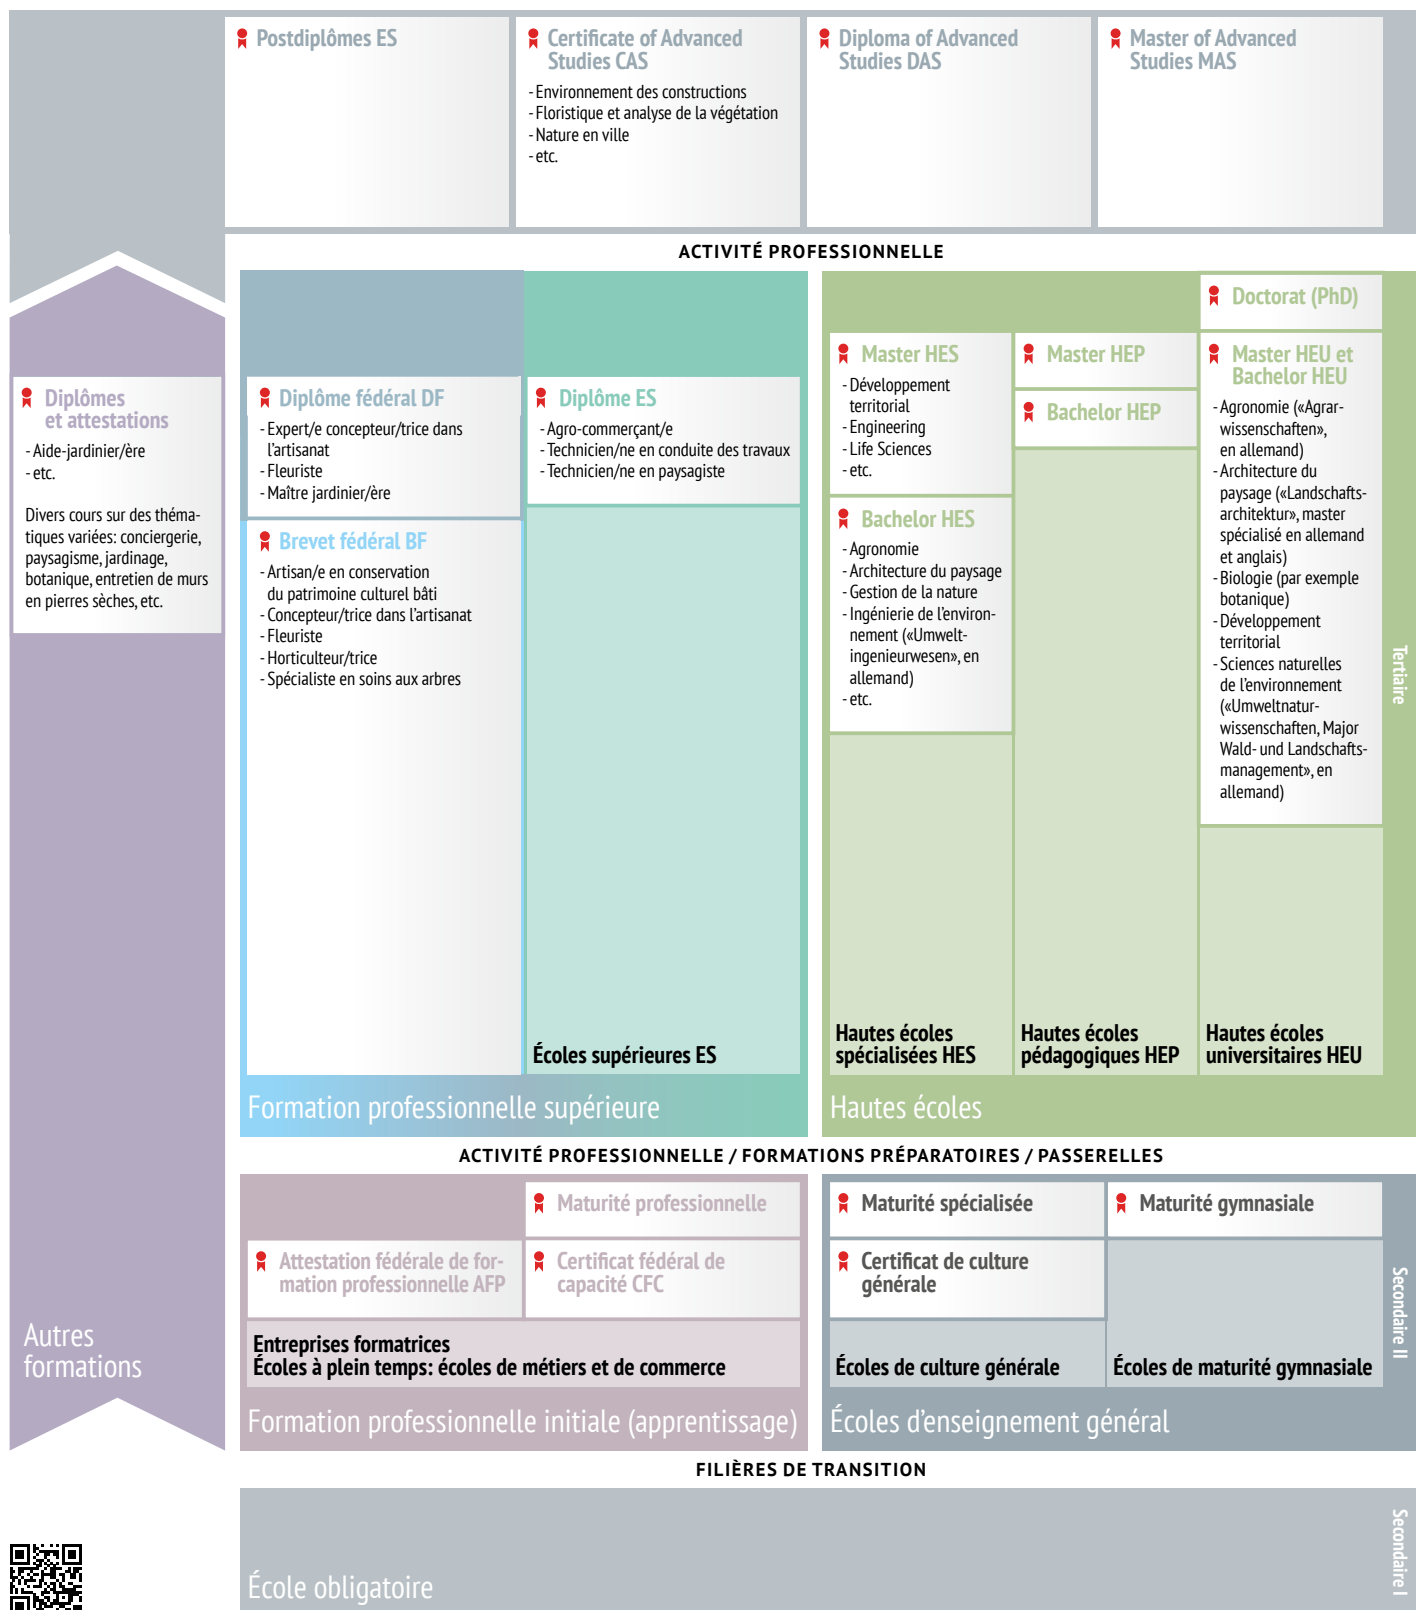 Postdiplômes ES
Certificate of Advanced
Studies CAS
- Environnement des constructions
- Floristique et analyse de la végétation
- Nature en ville
- etc.
Diploma of Advanced
Studies DAS
Master of Advanced
Studies MAS
ACTIVITÉ PROFESSIONNELLE
Diplômes
et attestations
- Aide-jardinier/ère
- etc.
Divers cours sur des théma-
tiques variées: conciergerie,
paysagisme, jardinage,
botanique, entretien de murs
en pierres sèches, etc.
Autres
formations
Diplôme fédéral DF
- Expert/e concepteur/trice dans
l’artisanat
- Fleuriste
- Maître jardinier/ère
Brevet fédéral BF
- Artisan/e en conservation
du patrimoine culturel bâti
- Concepteur/trice dans l’artisanat
- Fleuriste
- Horticulteur/trice
- Spécialiste en soins aux arbres
Diplôme ES
- Agro-commerçant/e
- Technicien/ne en conduite des travaux
- Technicien/ne en paysagiste
Écoles supérieures ES
Formation professionnelle supérieure
Master HES
- Développement
territorial
- Engineering
- Life Sciences
- etc.
Bachelor HES
- Agronomie
- Architecture du paysage
- Gestion de la nature
- Ingénierie de l’environ-
nement («Umwelt-
ingenieurwesen», en
allemand)
- etc.
Hautes écoles
spécialisées HES
Master HEP
Bachelor HEP
Hautes écoles
pédagogiques HEP
Doctorat (PhD)
Master HEU et
Bachelor HEU
- Agronomie («Agrar-
wissenschaften»,
en allemand)
- Architecture du
paysage («Landschafts-
architektur», master
spécialisé en allemand
et anglais)
- Biologie (par exemple
botanique)
- Développement
territorial
- Sciences naturelles
de l’environnement
(«Umweltnatur-
wissenschaften, Major
Wald- und Landschafts-
management», en
allemand)
Hautes écoles
universitaires HEU
Hautes écoles
Tertiaire
ACTIVITÉ PROFESSIONNELLE / FORMATIONS PRÉPARATOIRES / PASSERELLES
Maturité professionnelle
Attestation fédérale de for-
mation professionnelle AFP
Certificat fédéral de
capacité CFC
Entreprises formatrices
Écoles à plein temps: écoles de métiers et de commerce
Formation professionnelle initiale (apprentissage)
Maturité spécialisée
Certificat de culture
générale
Écoles de culture générale
Maturité gymnasiale
Écoles de maturité gymnasiale
Écoles d’enseignement général
Secondaire II
FILIÈRES DE TRANSITION
École obligatoire
Secondaire I